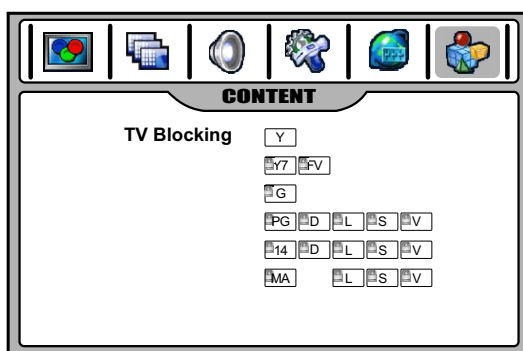 CONTENT
TV Blocking Y
Y7 FV
G
PG D L S V
14 D L S V
MA L S V